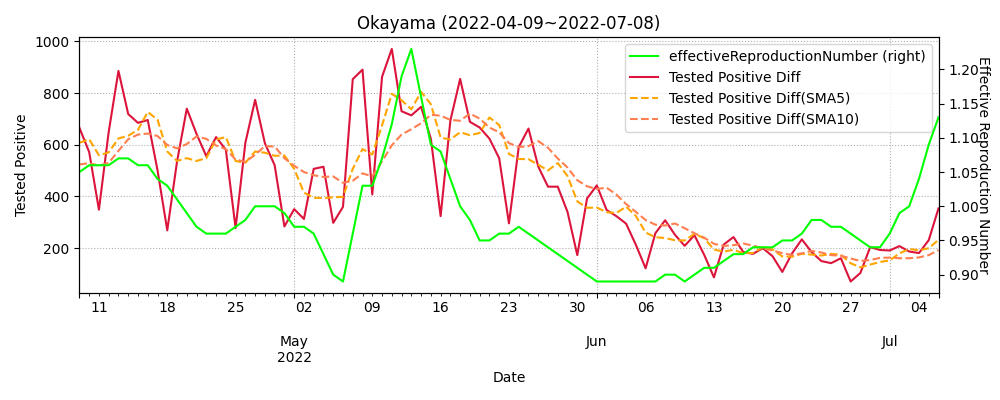 Okayama (2022-04-09~2022-07-08)
effectiveReproductionNumber (right)
Tested Positive Diff
Tested Positive Diff(SMA5)
Tested Positive Diff(SMA10)
Tested Positive
1000
800
600
400
200
1.20
1.15
1.10
1.05
1.00
0.95
0.90
Effective Reproduction Number
11 18 25 02 09 16 23 30 06 13 20 27 04
May Jun Jul
2022
Date